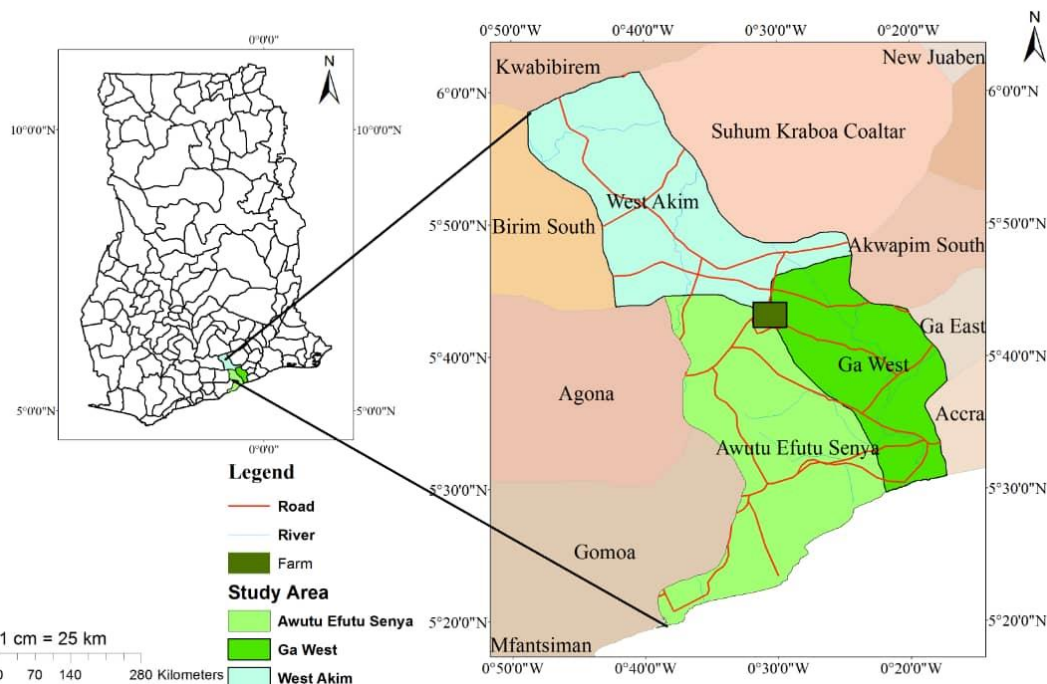 0°0'0"
N
10°0'0"N
10°0'0"N
5°0'0"N
5°0'0"N
0°0'0"
Legend
Road
River
Farm
Study Area
Awutu Efutu Senya
Ga West
West Akim
1 cm = 25 km
0 70 140 280 Kilometers
0°50'0"W 0°40'0"W 0°30'0"W 0°20'0"W
N
Kwabibirem
New Juaben
6°0'0"N
6°0'0"N
Suhum Kraboa Coaltar
West Akim
Birim South
5°50'0"N
5°50'0"N
Akwapim South
Ga East
5°40'0"N
5°40'0"N
Ga West
Agona
Accra
Awutu Efutu Senya
5°30'0"N
5°30'0"N
Gomoa
5°20'0"N
5°20'0"N
Mfantsiman
0°50'0"W 0°40'0"W 0°30'0"W 0°20'0"W